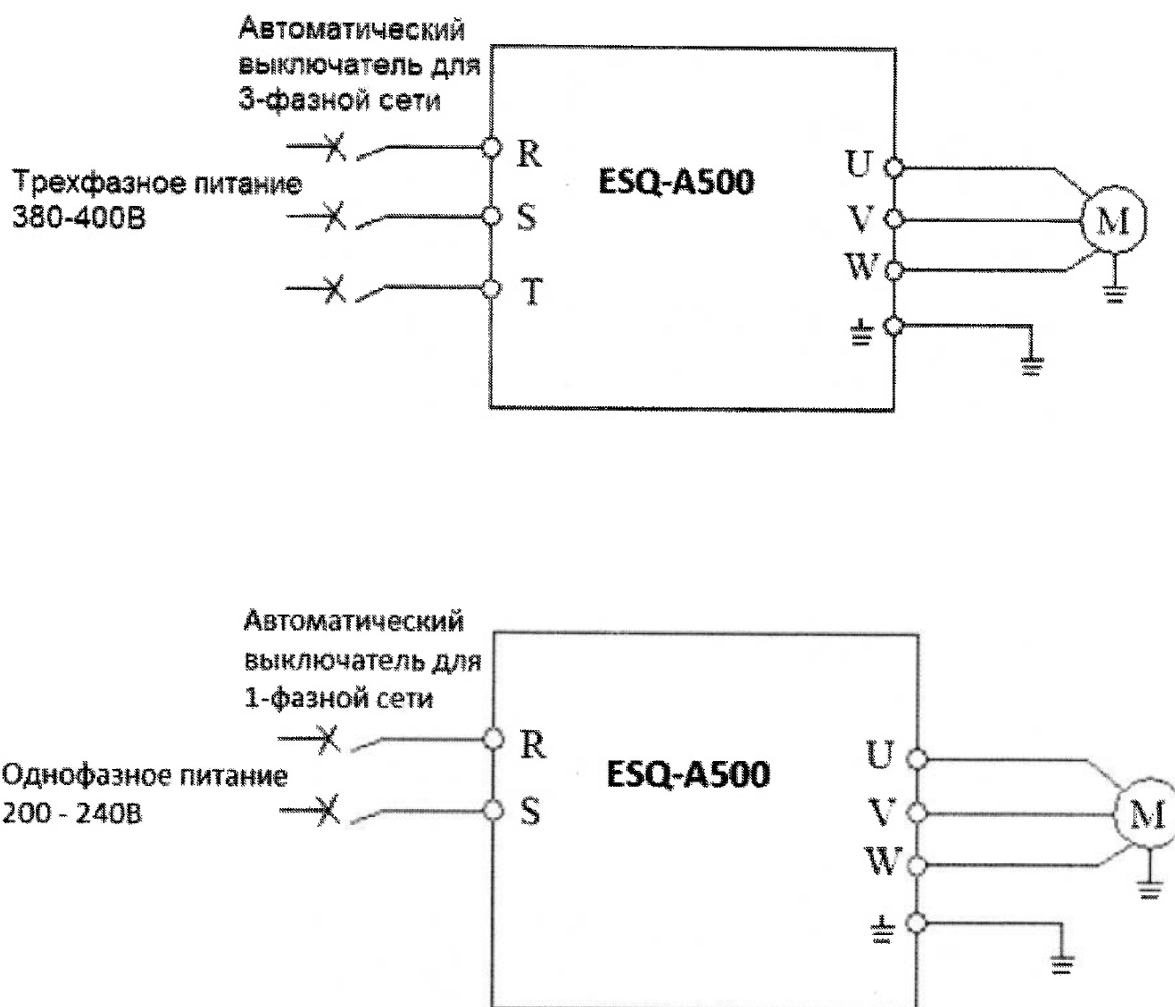 Автоматический
выключатель для
3-фазной сети
Трехфазное питание
380-400В
R
S
T
ESQ-A500
U
V
W
M
Автоматический
выключатель для
1-фазной сети
Однофазное питание
200 - 240В
R
S
ESQ-A500
U
V
W
M